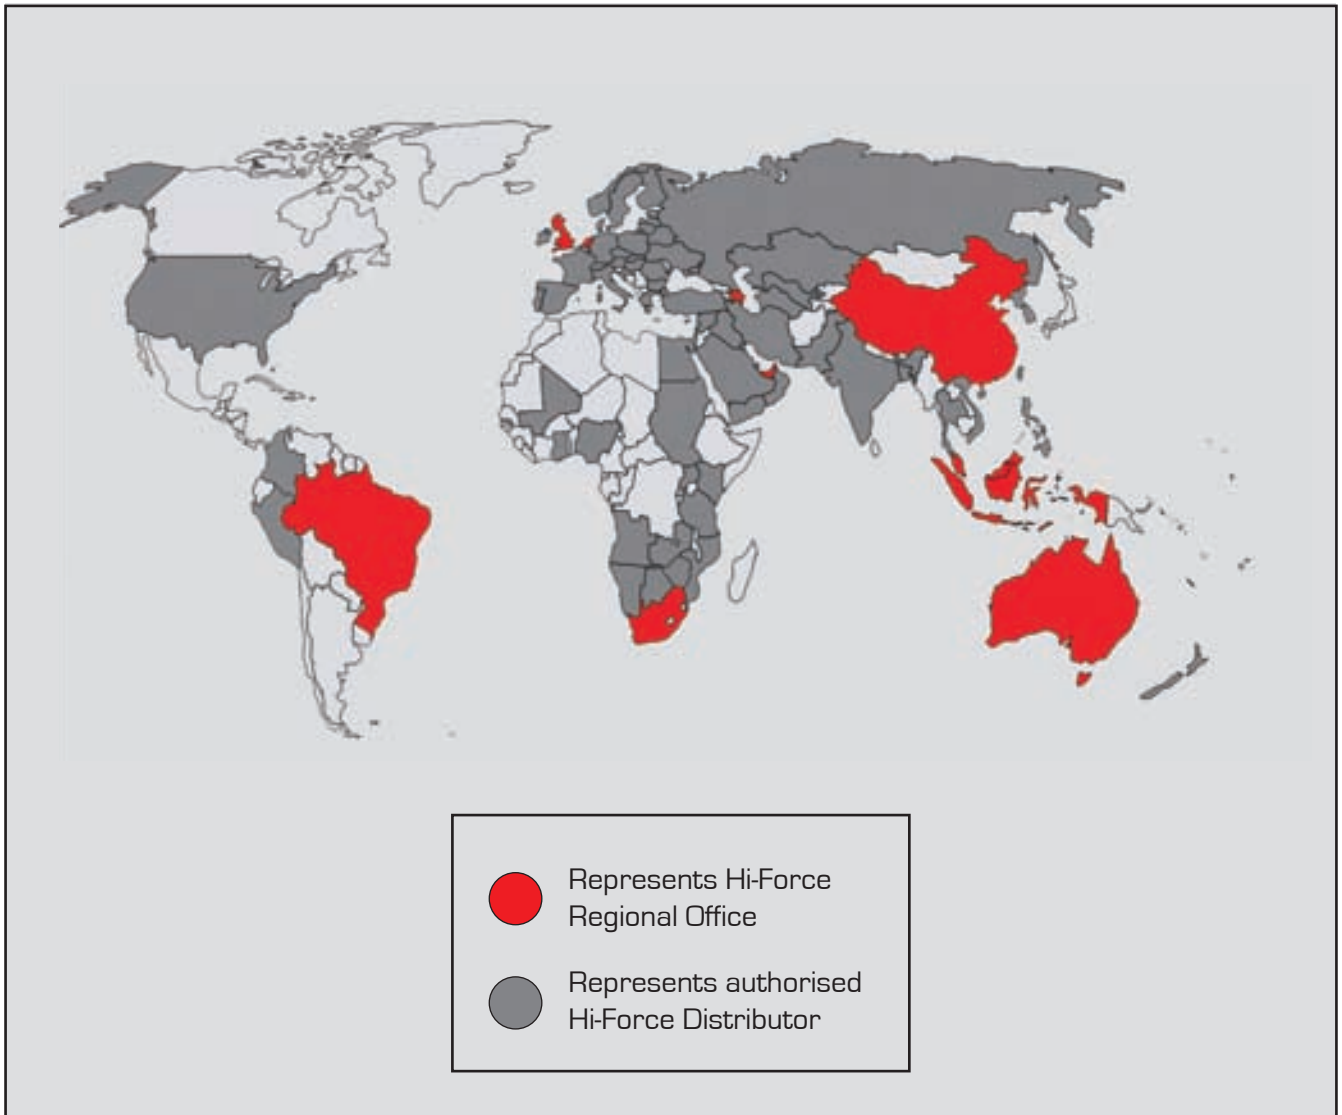 Represents Hi-Force
Regional Office
Represents authorised
Hi-Force Distributor